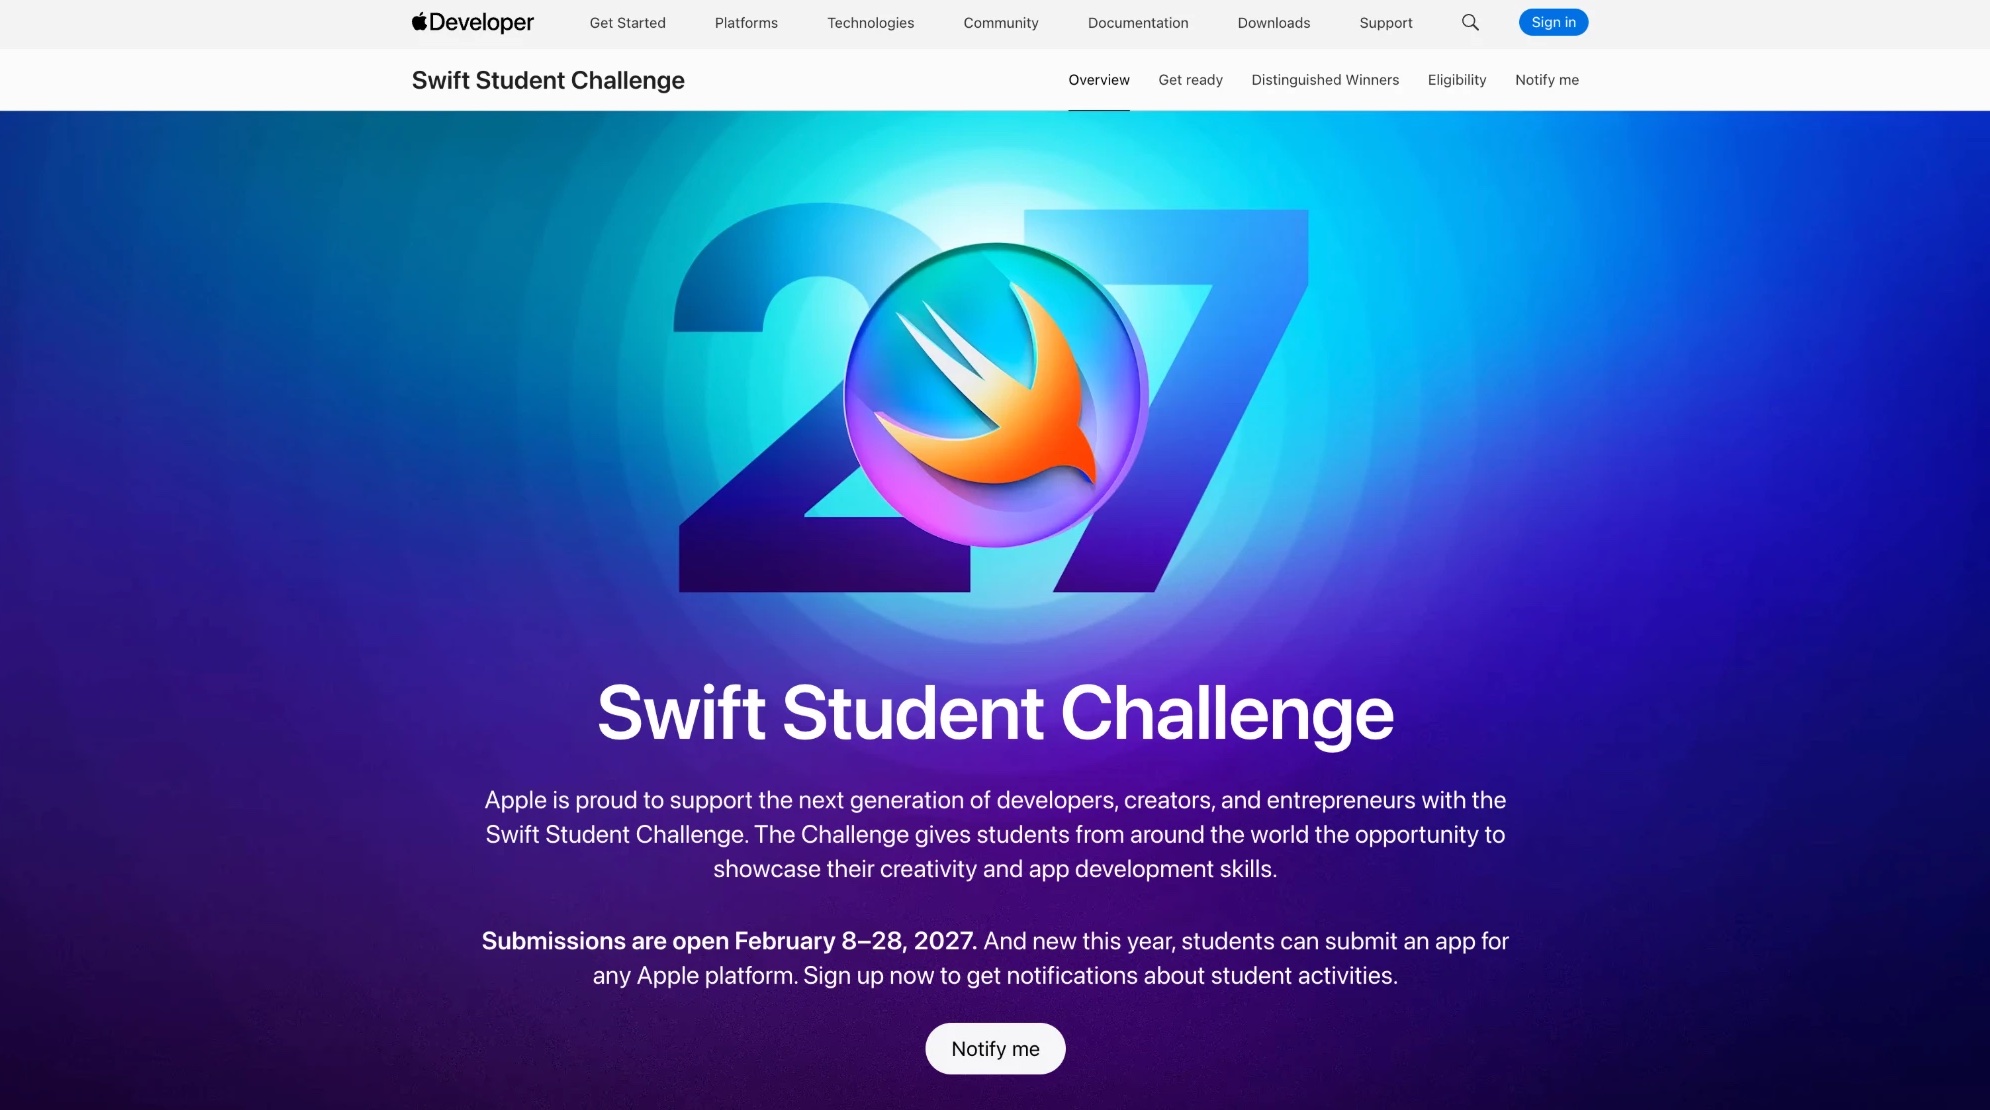 Developer
Get Started
Platforms
Technologies
Community
Documentation
Downloads
Support
Sign in
Swift Student Challenge
Overview
Get ready
Distinguished Winners
Eligibility
Notify me
27
Swift Student Challenge
Apple is proud to support the next generation of developers, creators, and entrepreneurs with the
Swift Student Challenge. The Challenge gives students from around the world the opportunity to
showcase their creativity and app development skills.
Submissions are open February 8–28, 2027. And new this year, students can submit an app for
any Apple platform. Sign up now to get notifications about student activities.
Notify me